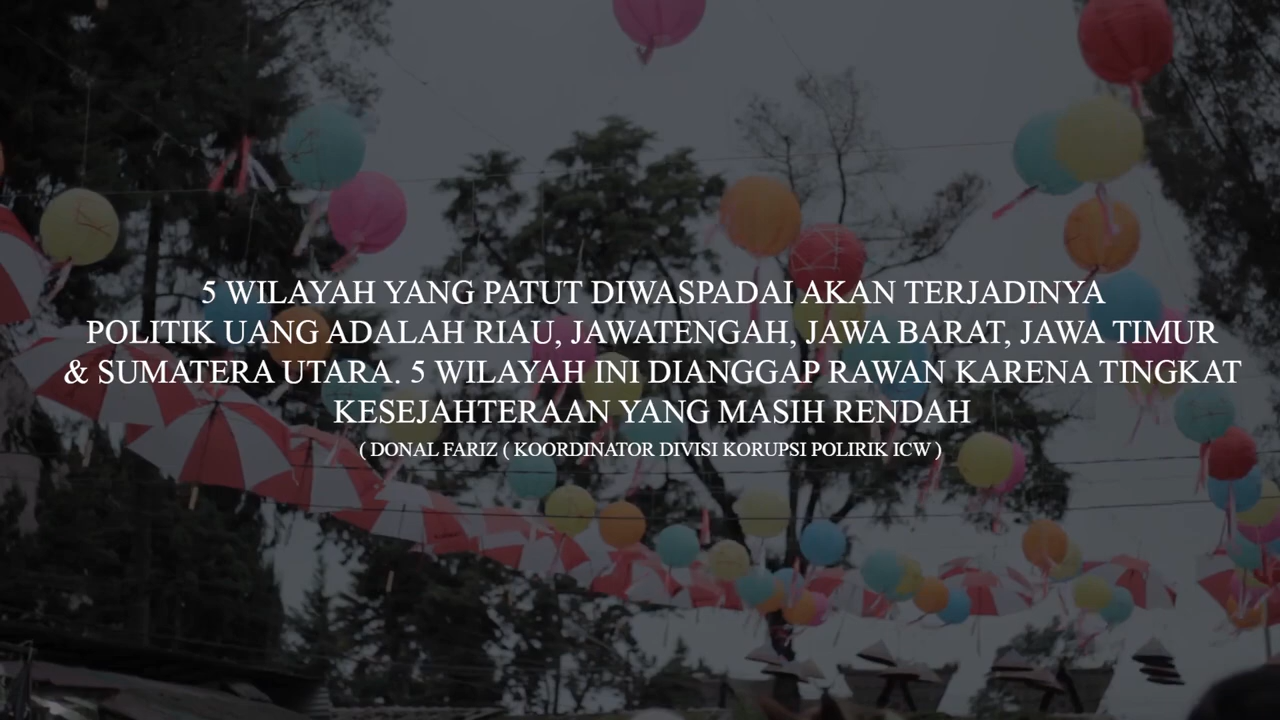 5 WILAYAH YANG PATUT DIWASPADAI AKAN TERJADINYA
POLITIK UANG ADALAH RIAU, JAWATENGAH, JAWA BARAT, JAWA TIMUR
& SUMATERA UTARA. 5 WILAYAH INI DIANGGAP RAWAN KARENA TINGKAT
KESEJAHTERAAN YANG MASIH RENDAH
( DONAL FARIZ ( KOORDINATOR DIVISI KORUPSI POLIRIK ICW )